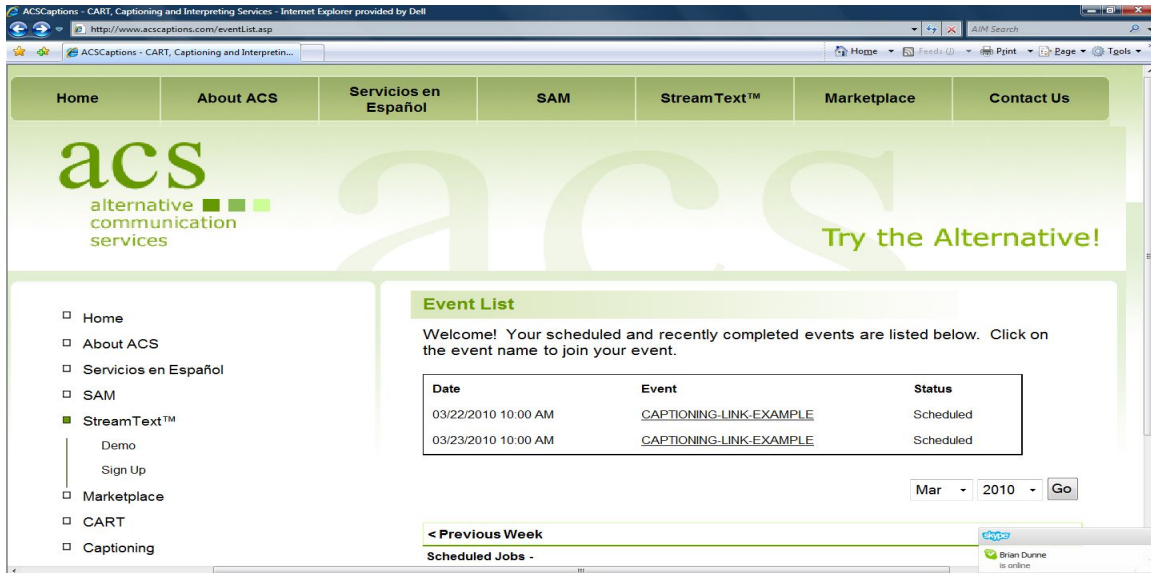 ACSCaptions - CART, Captioning and Interpreting Services - Internet Explorer provided by Dell
http://www.acscaptions.com/eventList.asp
AIM Search
ACSCaptions - CART, Captioning and Interpretin...
Home Feeds (J) Print Page Tools
Home About ACS Servicios en Español SAM StreamText™ Marketplace Contact Us
acs
acs
alternative
communication
services
Try the Alternative!
Home
About ACS
Servicios en Español
SAM
StreamText™
Demo
Sign Up
Marketplace
CART
Captioning
Event List
Welcome! Your scheduled and recently completed events are listed below. Click on
the event name to join your event.
Date Event Status
03/22/2010 10:00 AM CAPTIONING-LINK-EXAMPLE Scheduled
03/23/2010 10:00 AM CAPTIONING-LINK-EXAMPLE Scheduled
Mar 2010 Go
< Previous Week
Scheduled Jobs -
skype
Brian Dunne
is online